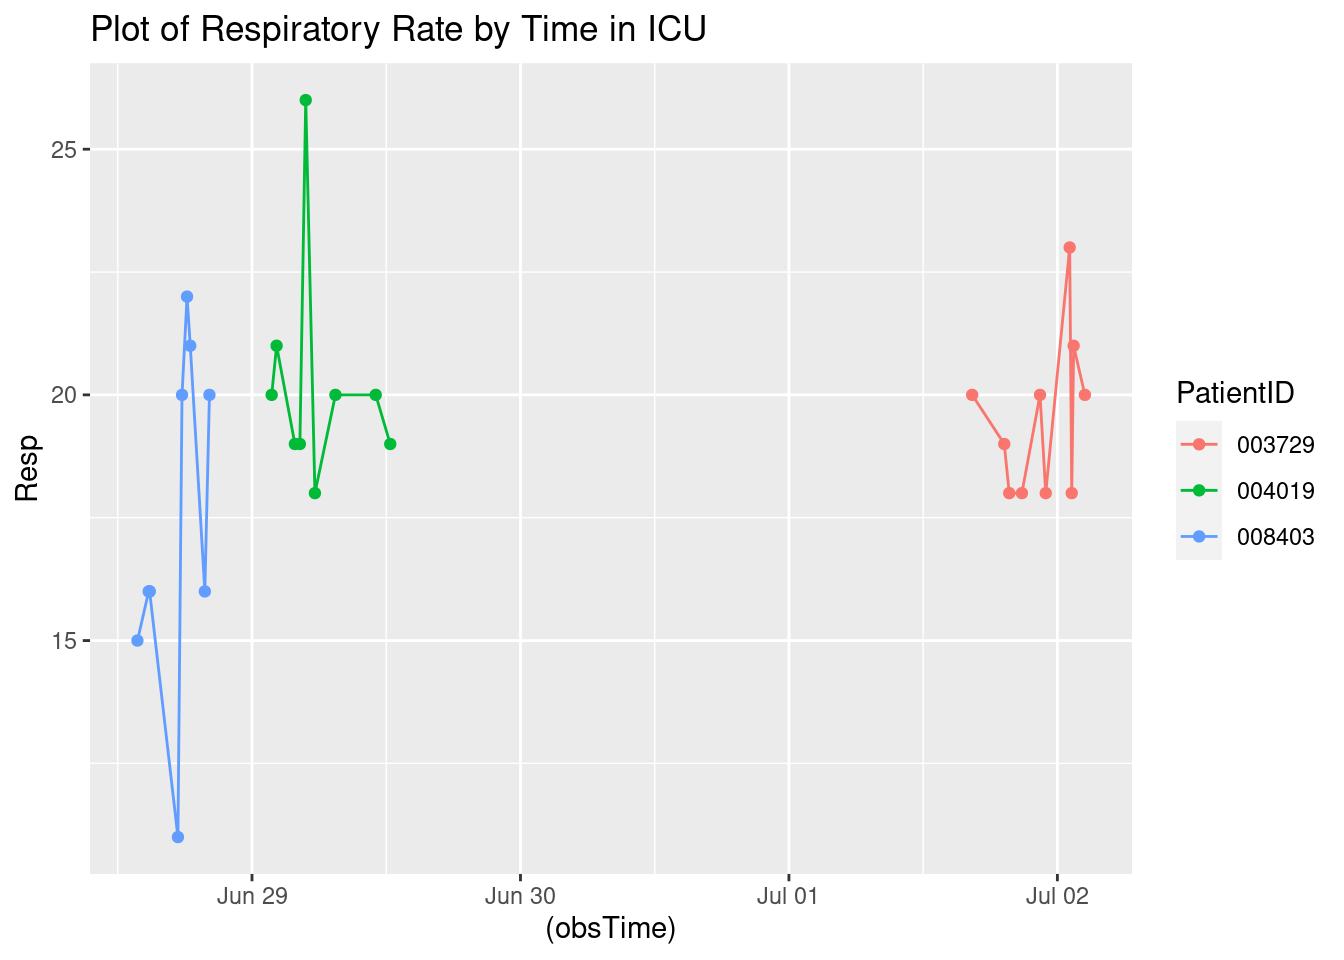 Plot of Respiratory Rate by Time in ICU
25
20
15
Resp
Jun 29 Jun 30 Jul 01 Jul 02
(obsTime)
PatientID
003729
004019
008403